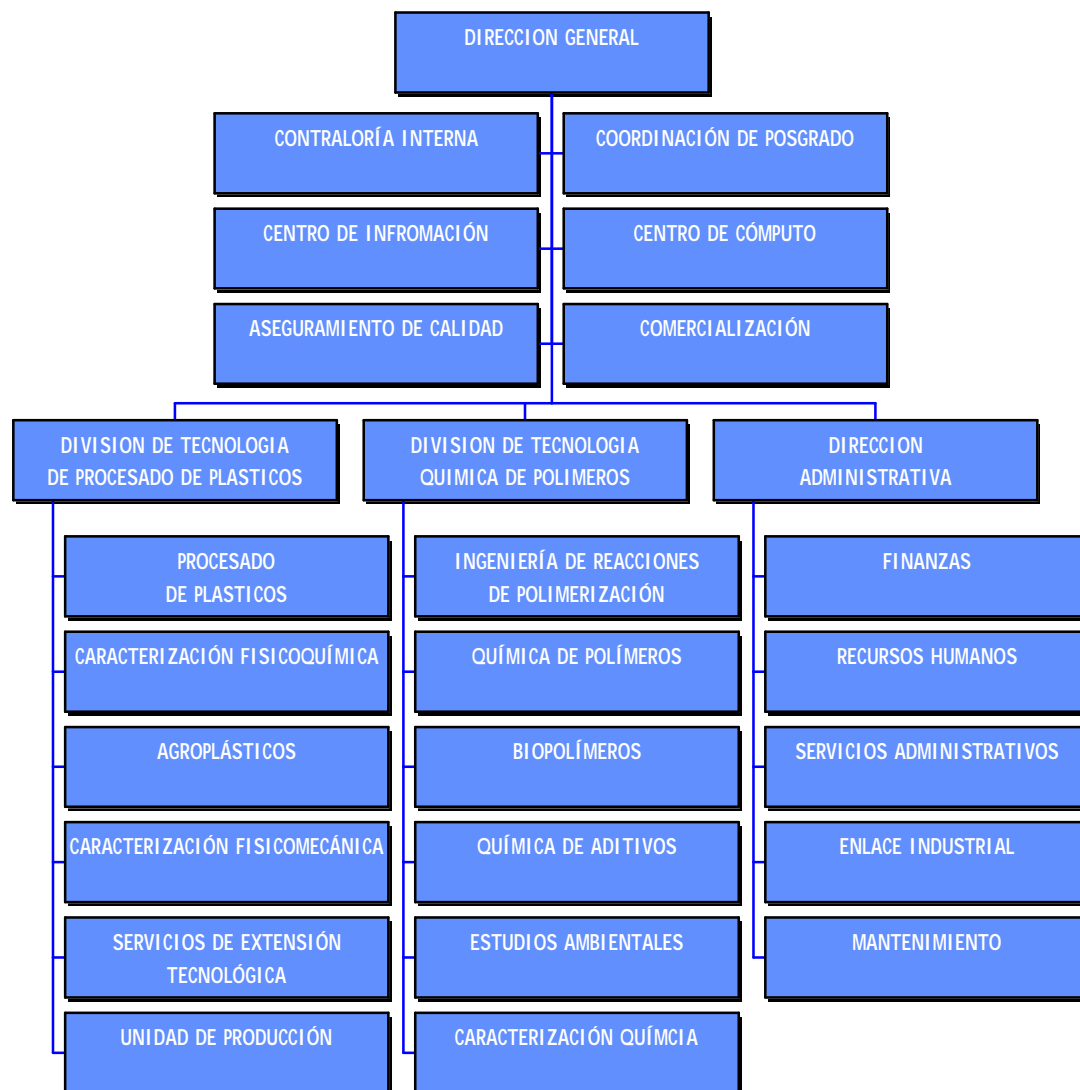 DIRECCION GENERAL
CONTRALORÍA INTERNA
COORDINACIÓN DE POSGRADO
CENTRO DE INFROMACIÓN
CENTRO DE CÓMPUTO
ASEGURAMIENTO DE CALIDAD
COMERCIALIZACIÓN
DIVISION DE TECNOLOGIA
DE PROCESADO DE PLASTICOS
DIVISION DE TECNOLOGIA
QUIMICA DE POLIMEROS
DIRECCION
ADMINISTRATIVA
PROCESADO
DE PLASTICOS
CARACTERIZACIÓN FISICOQUÍMICA
AGROPLÁSTICOS
CARACTERIZACIÓN FISICOMECÁNICA
SERVICIOS DE EXTENSIÓN
TECNOLÓGICA
UNIDAD DE PRODUCCIÓN
INGENIERÍA DE REACCIONES
DE POLIMERIZACIÓN
QUÍMICA DE POLÍMEROS
BIOPOLÍMEROS
QUÍMICA DE ADITIVOS
ESTUDIOS AMBIENTALES
CARACTERIZACIÓN QUÍMCIA
FINANZAS
RECURSOS HUMANOS
SERVICIOS ADMINISTRATIVOS
ENLACE INDUSTRIAL
MANTENIMIENTO